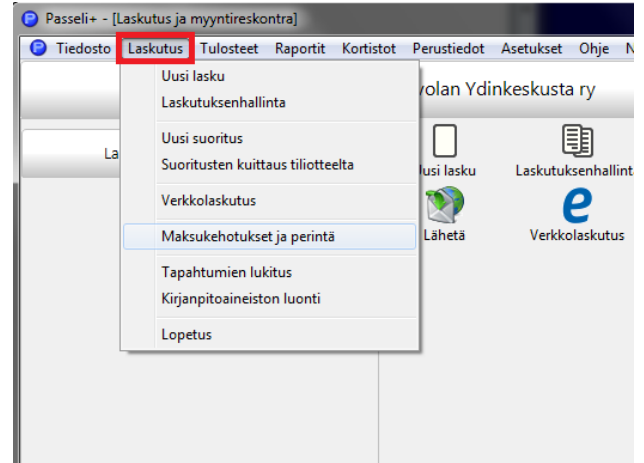 Passeli+ - [Laskutus ja myyntireskontra]
Tiedosto Laskutus Tulosteet Raportit Kortistot Perustiedot Asetukset Ohje
Uusi lasku
Laskutuksenhallinta
Uusi suoritus
Suoritusten kuittaus tiliotteelta
Verkkolaskutus
Maksukehotukset ja perintä
Tapahtumien lukitus
Kirjanpitoaineiston luonti
Lopetus
La
volan Ydinkeskusta ry
Uusi lasku Laskutuksenhallint
Lähetä Verkkolaskutus